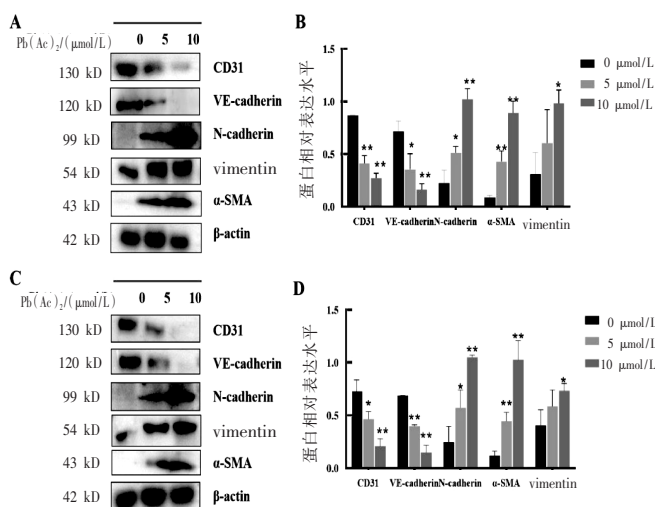 A
Pb(Ac)2/(μmol/L) 0 5 10
130 kD CD31
120 kD VE-cadherin
99 kD N-cadherin
54 kD vimentin
43 kD α-SMA
42 kD β-actin
B
蛋白相对表达水平
1.5
1.0
0.5
0.0
0 μmol/L
5 μmol/L
10 μmol/L
** ** * ** * ** ** ** *
CD31 VE-cadherin N-cadherin α-SMA vimentin
C
Pb(Ac)2/(μmol/L) 0 5 10
130 kD CD31
120 kD VE-cadherin
99 kD N-cadherin
54 kD vimentin
43 kD α-SMA
42 kD β-actin
D
蛋白相对表达水平
1.5
1.0
0.5
0.0
0 μmol/L
5 μmol/L
10 μmol/L
* ** ** ** * ** ** ** *
CD31 VE-cadherin N-cadherin α-SMA vimentin